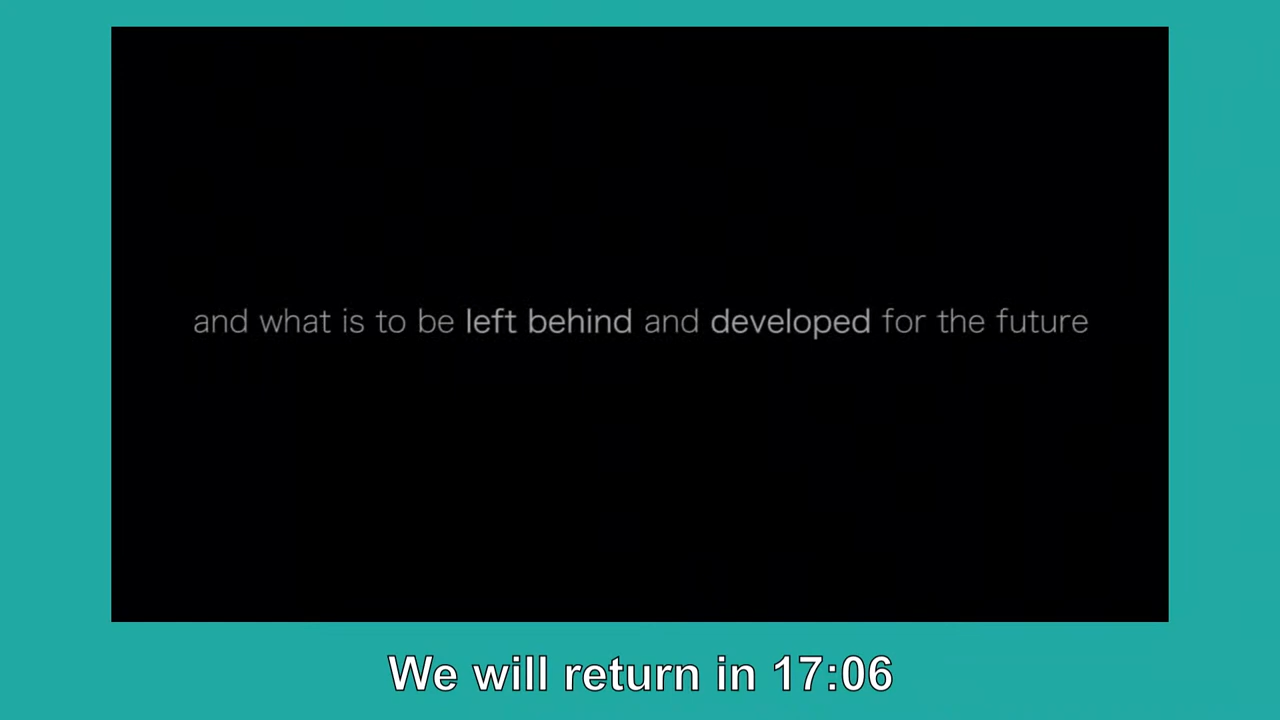 and what is to be left behind and developed for the future
We will return in 17:06